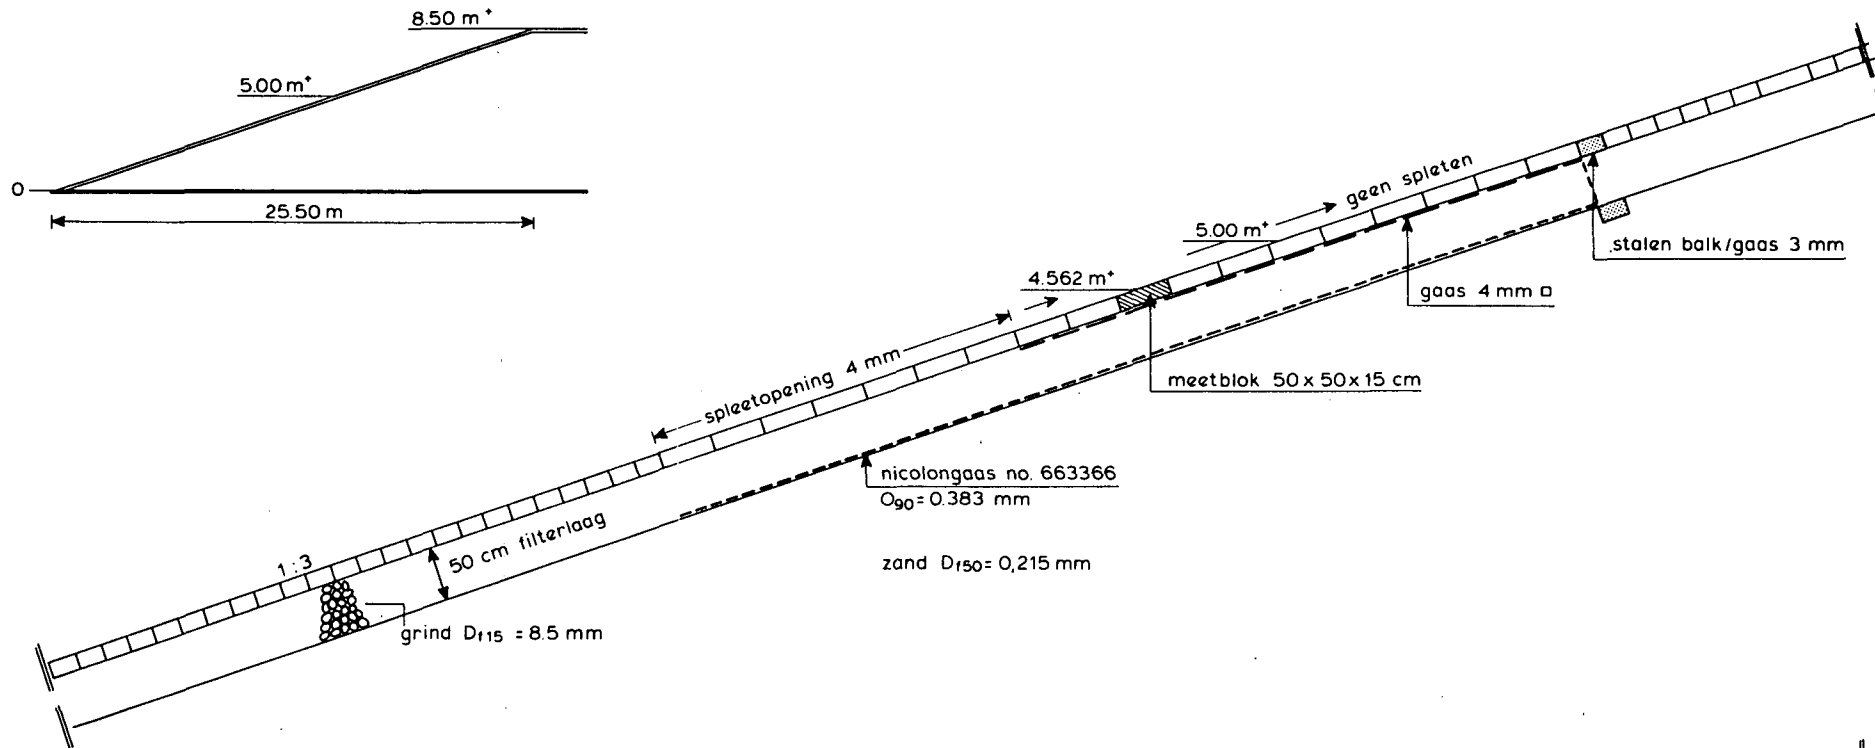 8.50 m⁺
5.00 m⁺
0
25.50 m
geen spleten
5.00 m⁺
stalen balk/gaas 3 mm
4.562 m⁺
gaas 4 mm □
spleetopening 4 mm
meetblok 50 x 50 x 15 cm
nicolongaas no. 663366
O₉₀ = 0.383 mm
50 cm filterlaag
1 : 3
zand Df50 = 0,215 mm
grind Df15 = 8.5 mm